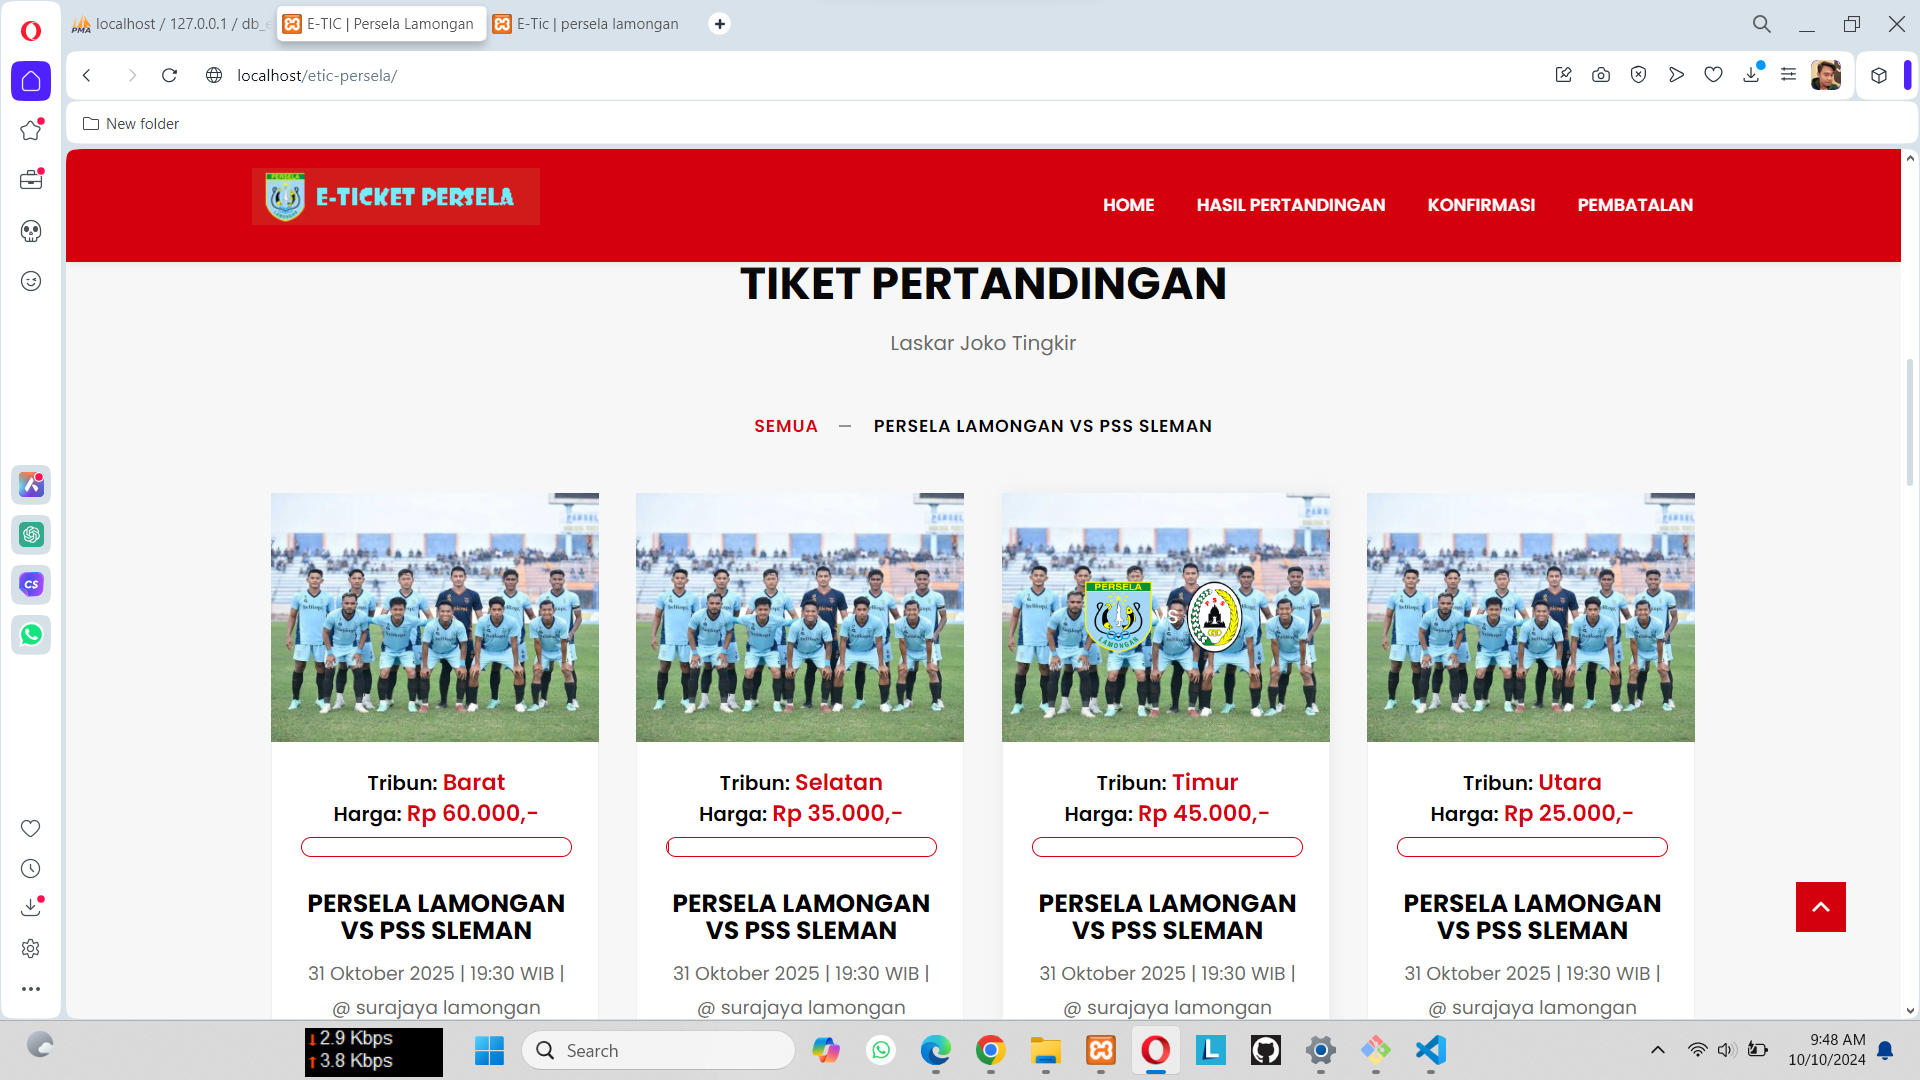 localhost / 127.0.0.1 / db_e
E-TIC | Persela Lamongan
E-Tic | persela lamongan
localhost/etic-persela/
New folder
PERSELA
LAMONGAN
E-TICKET PERSELA
HOME
HASIL PERTANDINGAN
KONFIRMASI
PEMBATALAN
TIKET PERTANDINGAN
Laskar Joko Tingkir
SEMUA — PERSELA LAMONGAN VS PSS SLEMAN
PERSELA
LAMONGAN
VS
PSS
Tribun: Barat
Harga: Rp 60.000,-
PERSELA LAMONGAN
VS PSS SLEMAN
31 Oktober 2025 | 19:30 WIB |
@ surajaya lamongan
Tribun: Selatan
Harga: Rp 35.000,-
PERSELA LAMONGAN
VS PSS SLEMAN
31 Oktober 2025 | 19:30 WIB |
@ surajaya lamongan
Tribun: Timur
Harga: Rp 45.000,-
PERSELA LAMONGAN
VS PSS SLEMAN
31 Oktober 2025 | 19:30 WIB |
@ surajaya lamongan
Tribun: Utara
Harga: Rp 25.000,-
PERSELA LAMONGAN
VS PSS SLEMAN
31 Oktober 2025 | 19:30 WIB |
@ surajaya lamongan
CS
2.9 Kbps
3.8 Kbps
Search
L
9:48 AM
10/10/2024